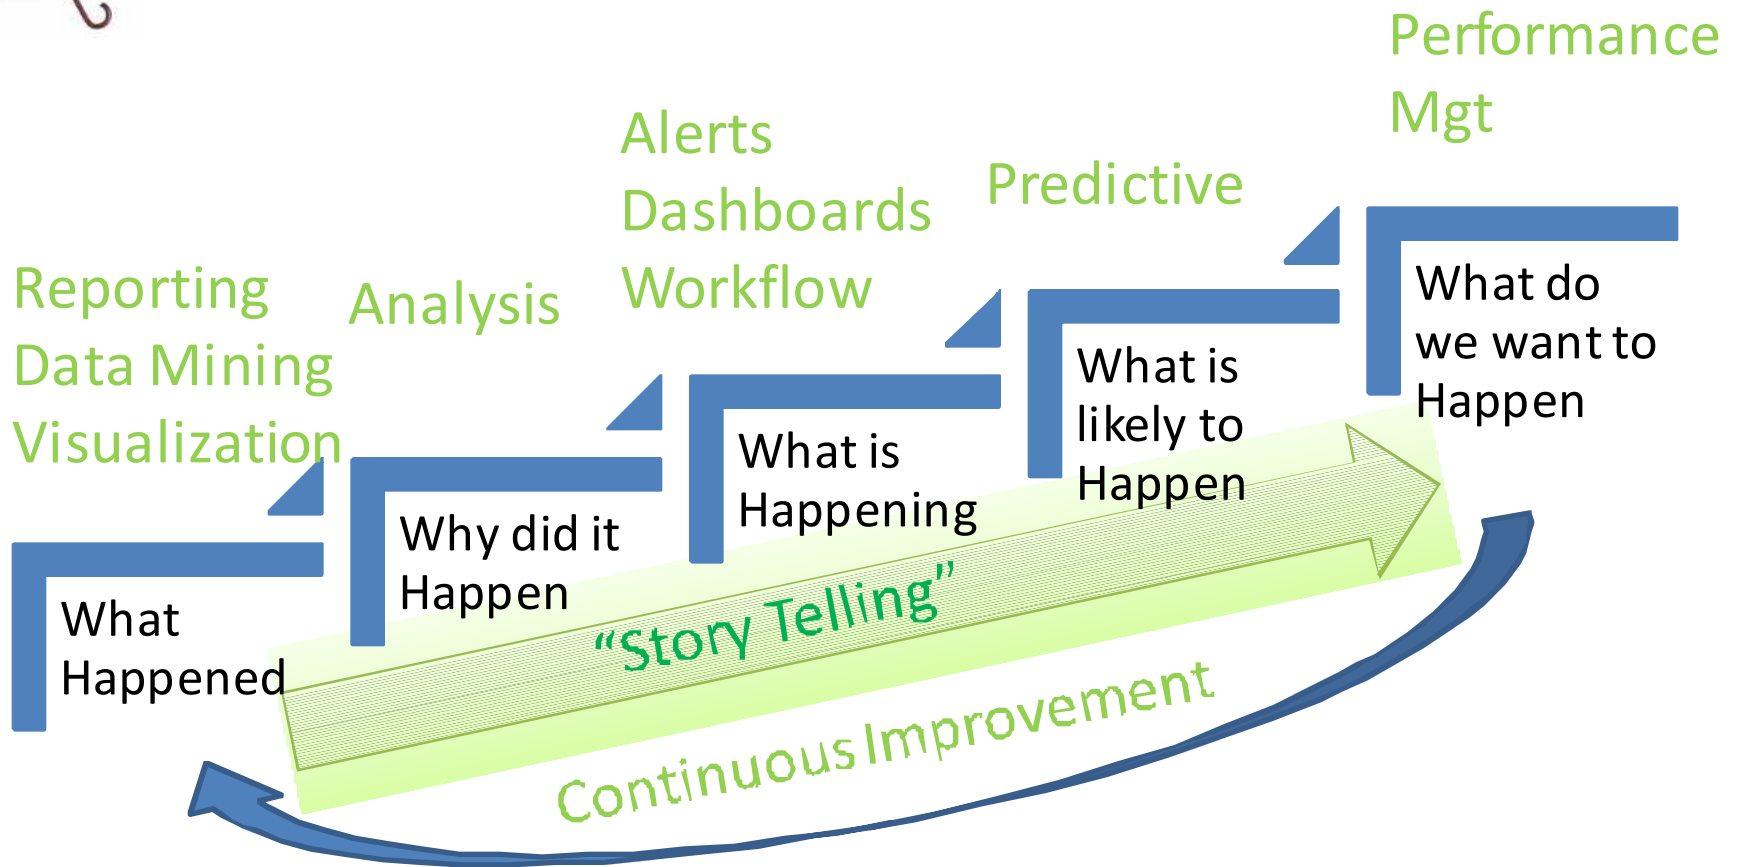 Performance
Mgt
Alerts
Dashboards
Workflow
Predictive
Reporting
Data Mining
Visualization
Analysis
What do
we want to
Happen
What is
likely to
Happen
What is
Happening
Why did it
Happen
What
Happened
“Story Telling”
Continuous Improvement